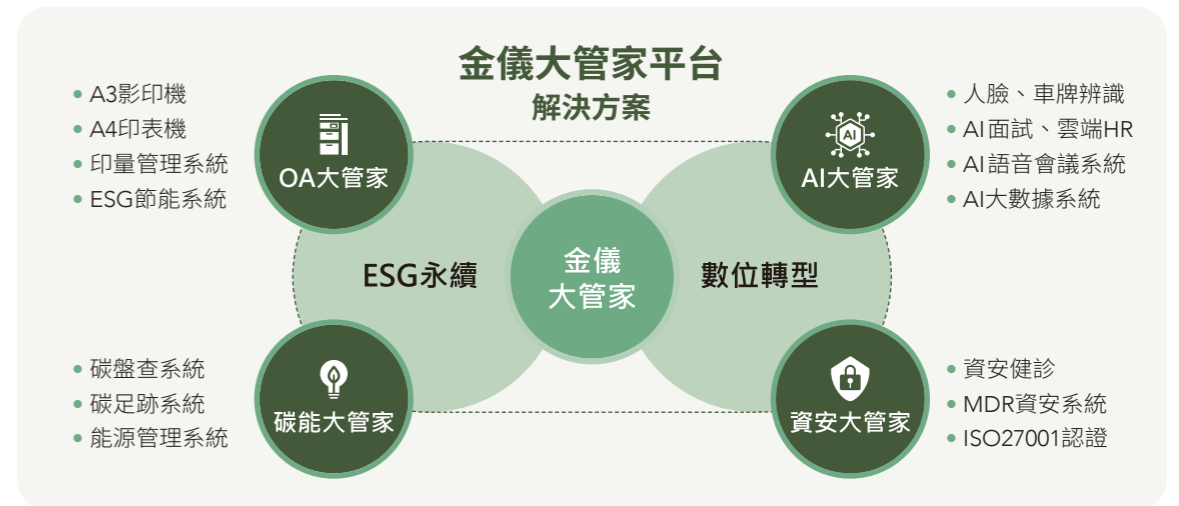 金儀大管家平台
解決方案
A3影印機
A4印表機
印量管理系統
ESG節能系統
OA大管家
AI
AI大管家
人臉、車牌辨識
AI面試、雲端HR
AI語音會議系統
AI大數據系統
ESG永續
金儀
大管家
數位轉型
碳盤查系統
碳足跡系統
能源管理系統
碳能大管家
資安大管家
資安健診
MDR資安系統
ISO27001認證